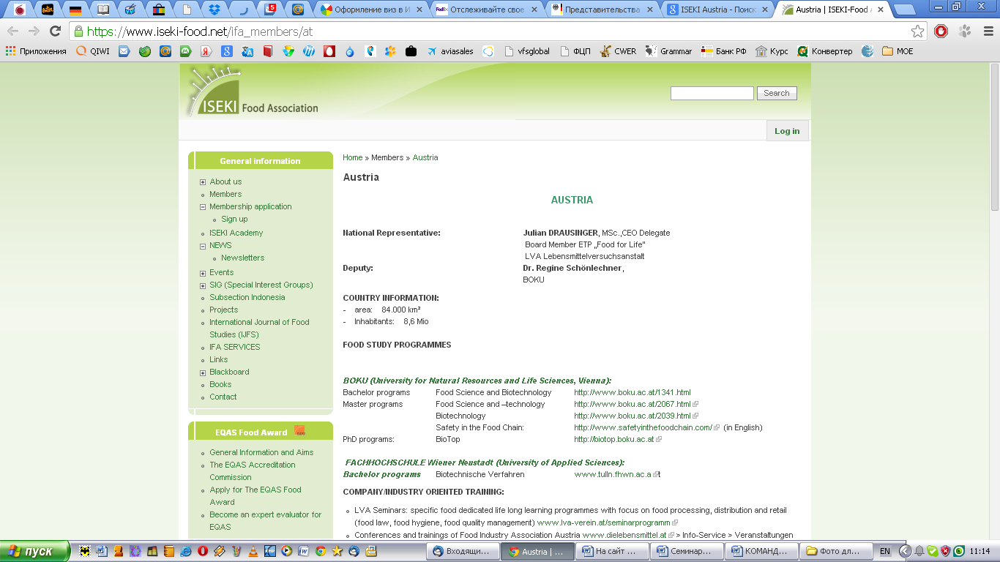 5
Оформление виз в И
FedEx Отслеживайте свое
Представительства
ISEKI Austria - Поиск
Austria | ISEKI-Food A
https://www.iseki-food.net/ifa_members/at
Приложения QIWI aviasales vfsglobal ФЦП CWER Grammar Банк РФ Курс Конвертер МОЕ
ISEKI Food Association
Search
Log in
General information
About us
Members
Membership application
Sign up
ISEKI Academy
NEWS
Newsletters
Events
SIG (Special Interest Groups)
Subsection Indonesia
Projects
International Journal of Food
Studies (IJFS)
IFA SERVICES
Links
Blackboard
Books
Contact
EQAS Food Award
General Information and Aims
The EQAS Accreditation
Commission
Apply for The EQAS Food
Award
Become an expert evaluator for
EQAS
Home » Members » Austria
Austria
AUSTRIA
National Representative: Julian DRAUSINGER, MSc.,CEO Delegate
Board Member ETP „Food for Life"
LVA Lebensmittelversuchsanstalt
Deputy: Dr. Regine Schönlechner,
BOKU
COUNTRY INFORMATION:
- area: 84.000 km²
- Inhabitants: 8,6 Mio
FOOD STUDY PROGRAMMES
BOKU (University for Natural Resources and Life Sciences, Vienna):
Bachelor programs Food Science and Biotechnology http://www.boku.ac.at/1341.html
Master programs Food Science and –technology http://www.boku.ac.at/2067.html
Biotechnology http://www.boku.ac.at/2039.html
Safety in the Food Chain: http://www.safetyinthefoodchain.com/ (in English)
PhD programs: BioTop http://biotop.boku.ac.at
FACHHOCHSCHULE Wiener Neustadt (University of Applied Sciences):
Bachelor programs Biotechnische Verfahren www.tulln.fhwn.ac.at
COMPANY/INDUSTRY ORIENTED TRAINING:
LVA Seminars: specific food dedicated life long learning programmes with focus on food processing, distribution and retail
(food law, food hygiene, food quality management) www.lva-verein.at/seminarprogramm
Conferences and trainings of Food Industry Association Austria www.dielebensmittel.at > Info-Service > Veranstaltungen
пуск
Входящи...
Austria | ...
На сайт ...
Семинар...
КОМАНД...
Фото дл...
EN
11:14